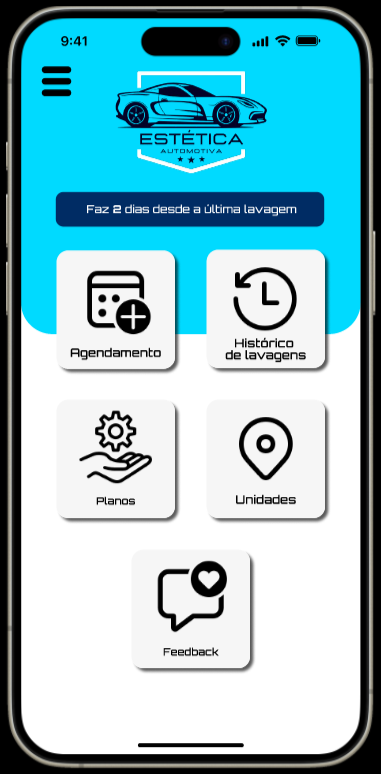 9:41
ESTÉTICA
AUTOMOTIVA
Faz 2 dias desde a última lavagem
Agendamento
Histórico
de lavagens
Planos
Unidades
Feedback